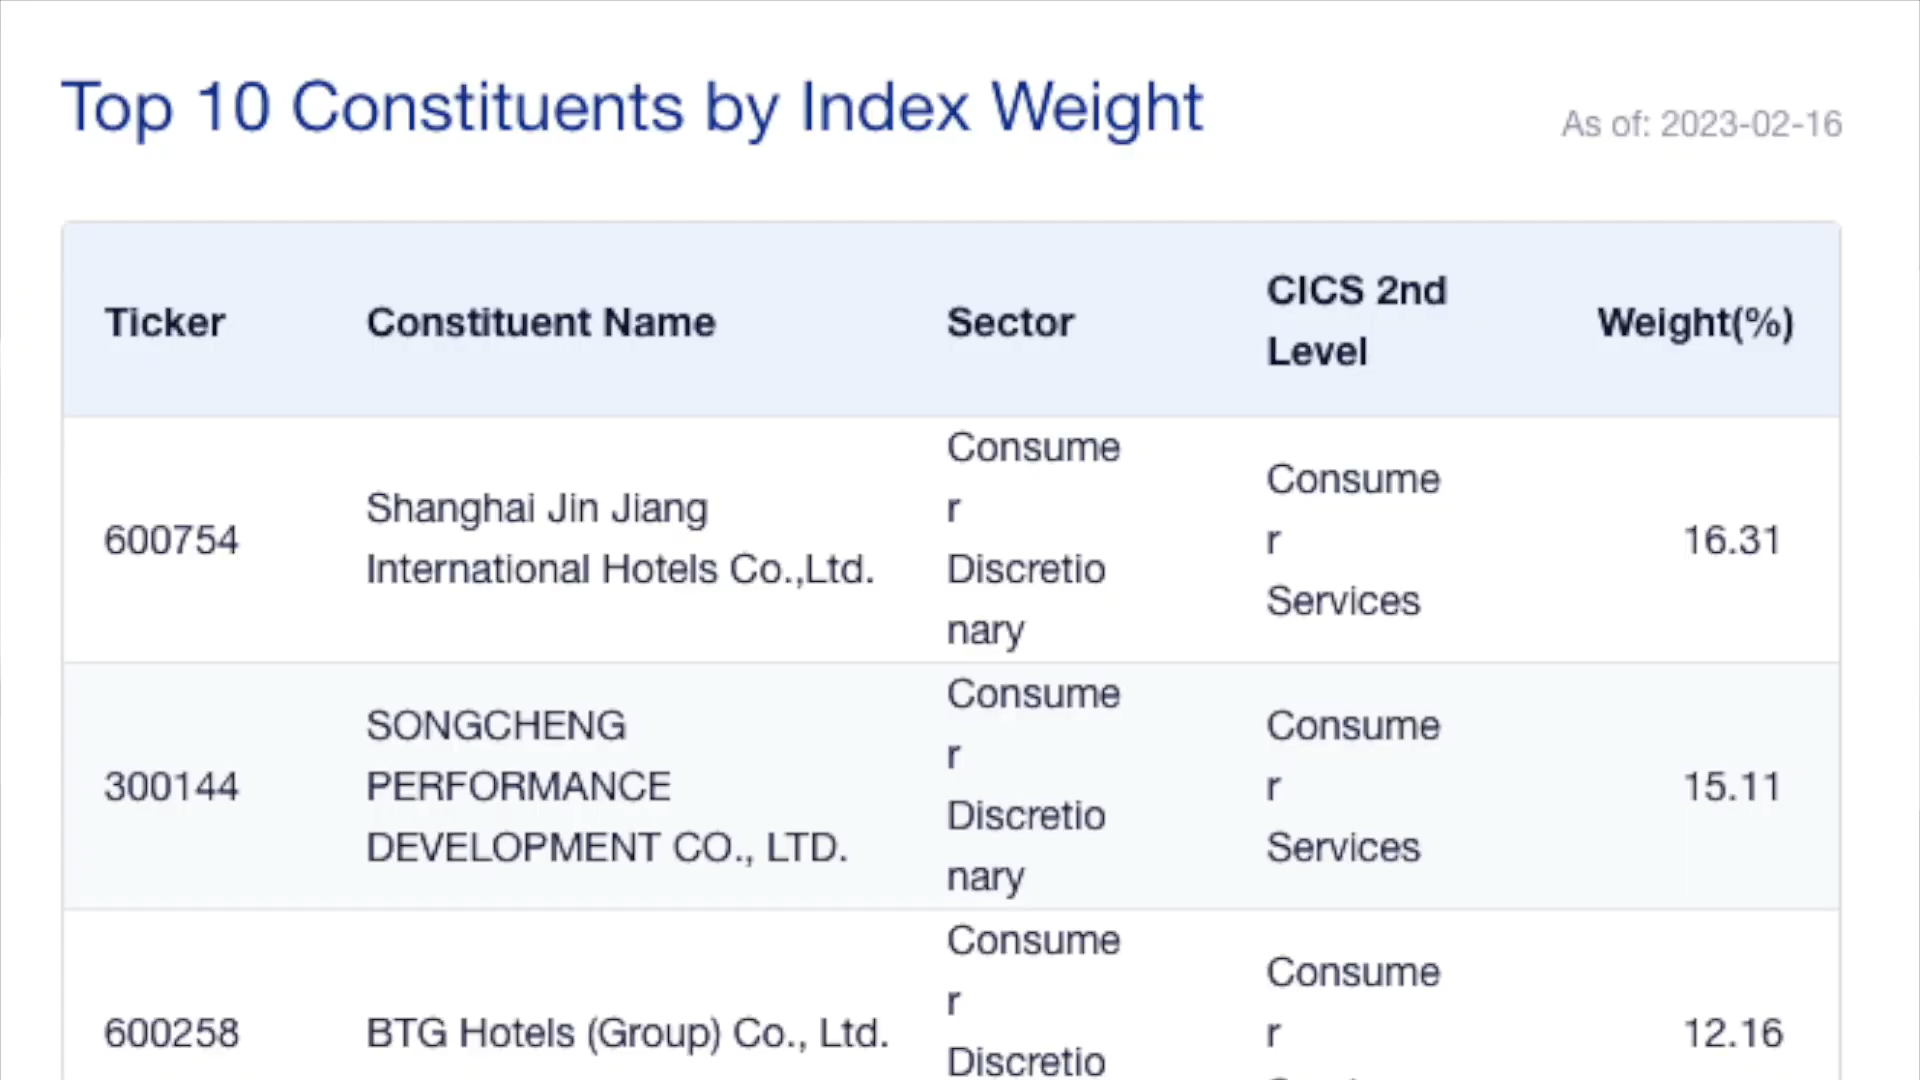 Top 10 Constituents by Index Weight
As of: 2023-02-16
Ticker
Constituent Name
Sector
CICS 2nd
Level
Weight(%)
600754
Shanghai Jin Jiang
International Hotels Co.,Ltd.
Consume
r
Discretio
nary
Consume
r
Services
16.31
300144
SONGCHENG
PERFORMANCE
DEVELOPMENT CO., LTD.
Consume
r
Discretio
nary
Consume
r
Services
15.11
600258
BTG Hotels (Group) Co., Ltd.
Consume
r
Discretio
Consume
r
12.16